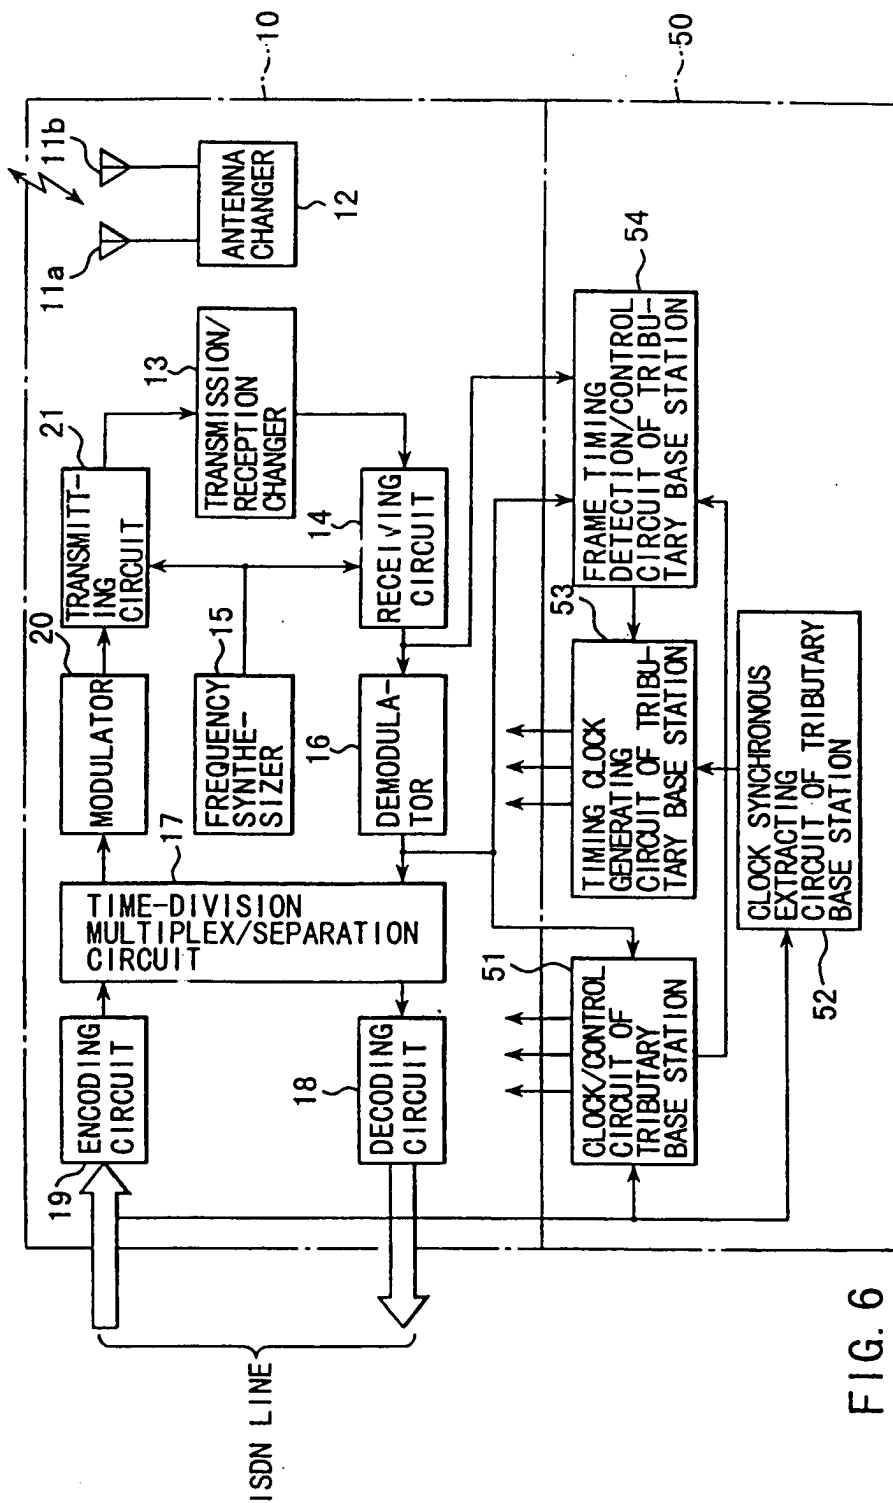 10
11a
11b
ANTENNA
CHANGER
12
13
TRANSMISSION/
RECEPTION
CHANGER
21
TRANSMITT-
ING
CIRCUIT
14
RECEIVING
CIRCUIT
20
MODULATOR
15
FREQUENCY
SYNTHE-
SIZER
16
DEMODULA-
TOR
17
TIME-DIVISION
MULTIPLEX/SEPARATION
CIRCUIT
19
ENCODING
CIRCUIT
18
DECODING
CIRCUIT
ISDN LINE
50
51
CLOCK/CONTROL
CIRCUIT OF
TRIBUTARY
BASE STATION
53
TIMING CLOCK
GENERATING
CIRCUIT OF TRIBU-
TARY BASE STATION
54
FRAME TIMING
DETECTION/CONTROL
CIRCUIT OF TRIBU-
TARY BASE STATION
52
CLOCK SYNCHRONOUS
EXTRACTING
CIRCUIT OF TRIBUTARY
BASE STATION
FIG. 6